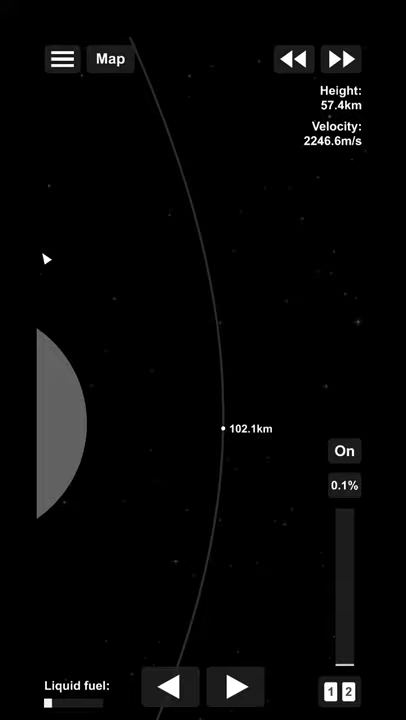 Map
Height:
57.4km
Velocity:
2246.6m/s
102.1km
On
0.1%
Liquid fuel:
1 2